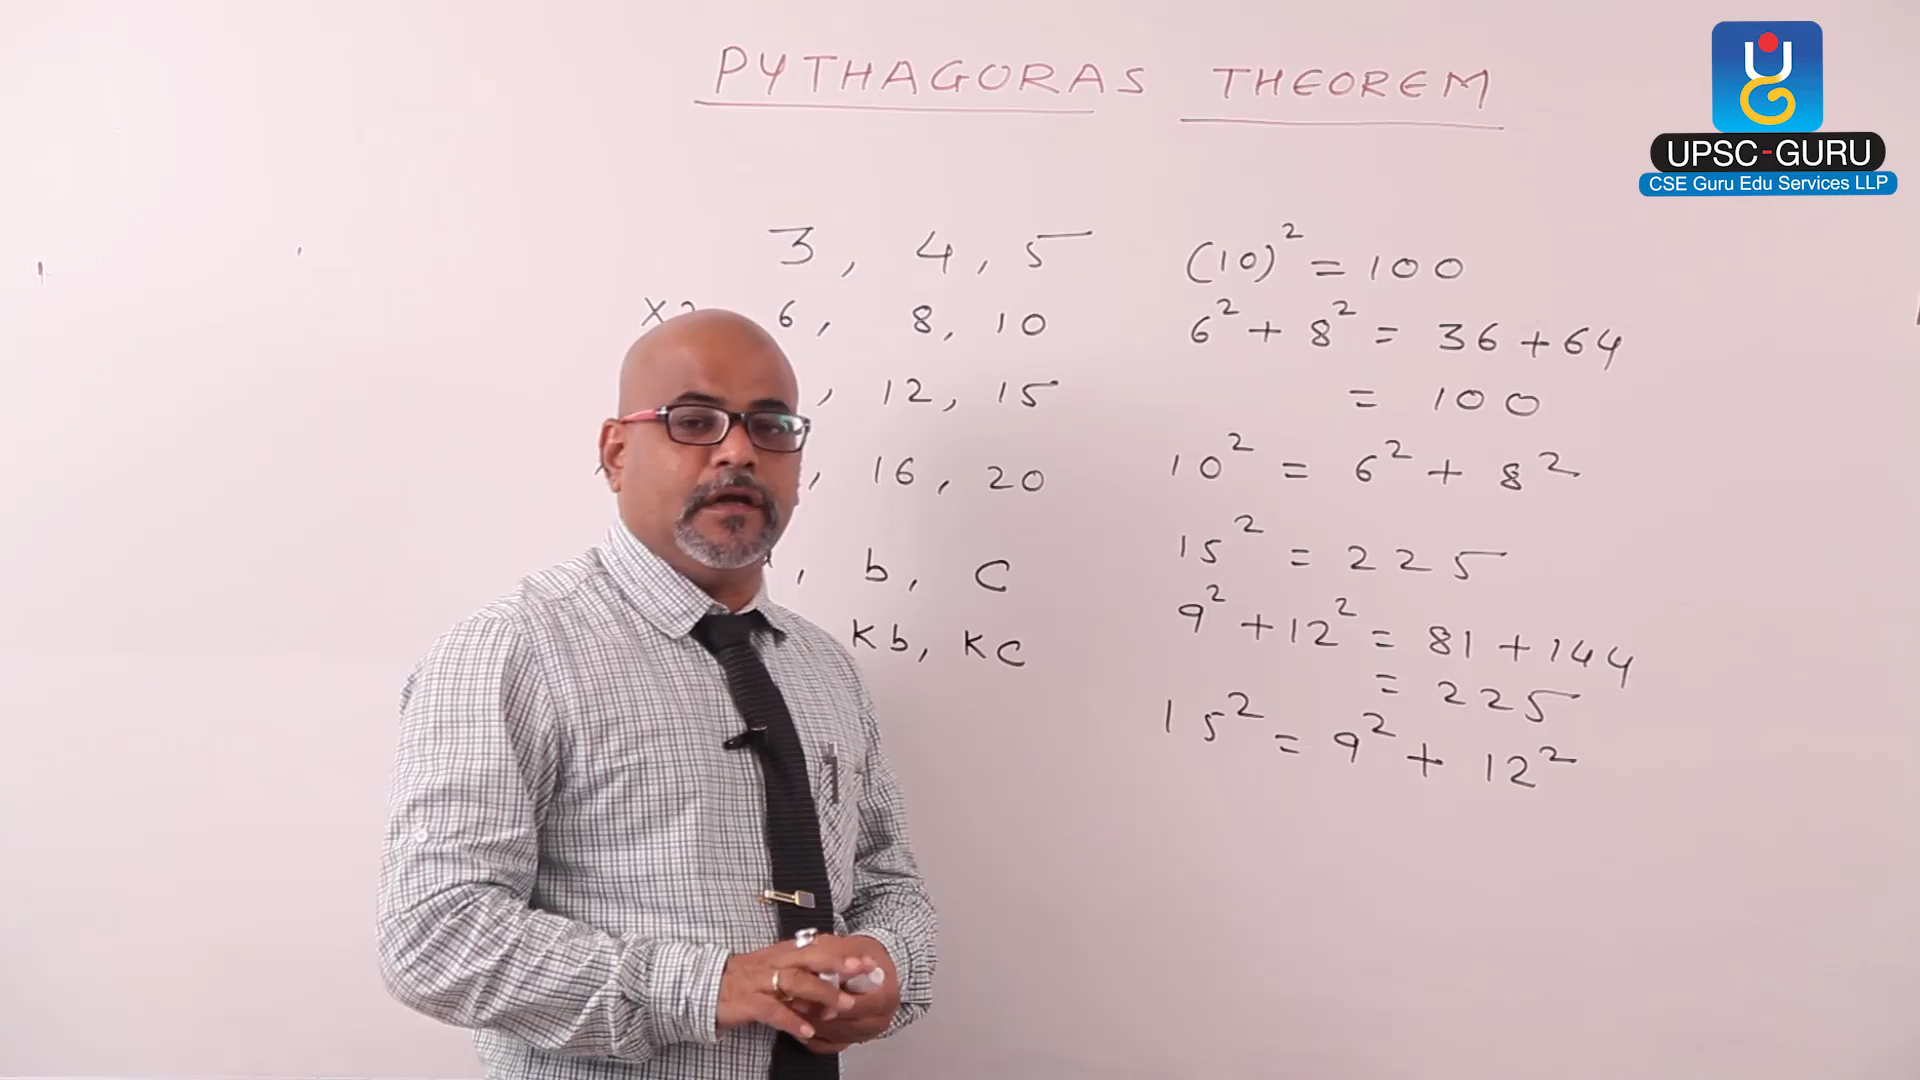 PYTHAGORAS THEOREM
UPSC-GURU
CSE Guru Edu Services LLP
3, 4, 5
6, 8, 10
, 12, 15
, 16, 20
, b, c
Kb, Kc
(10)² = 100
6² + 8² = 36 + 64
= 100
10² = 6² + 8²
15² = 225
9² + 12² = 81 + 144
= 225
15² = 9² + 12²